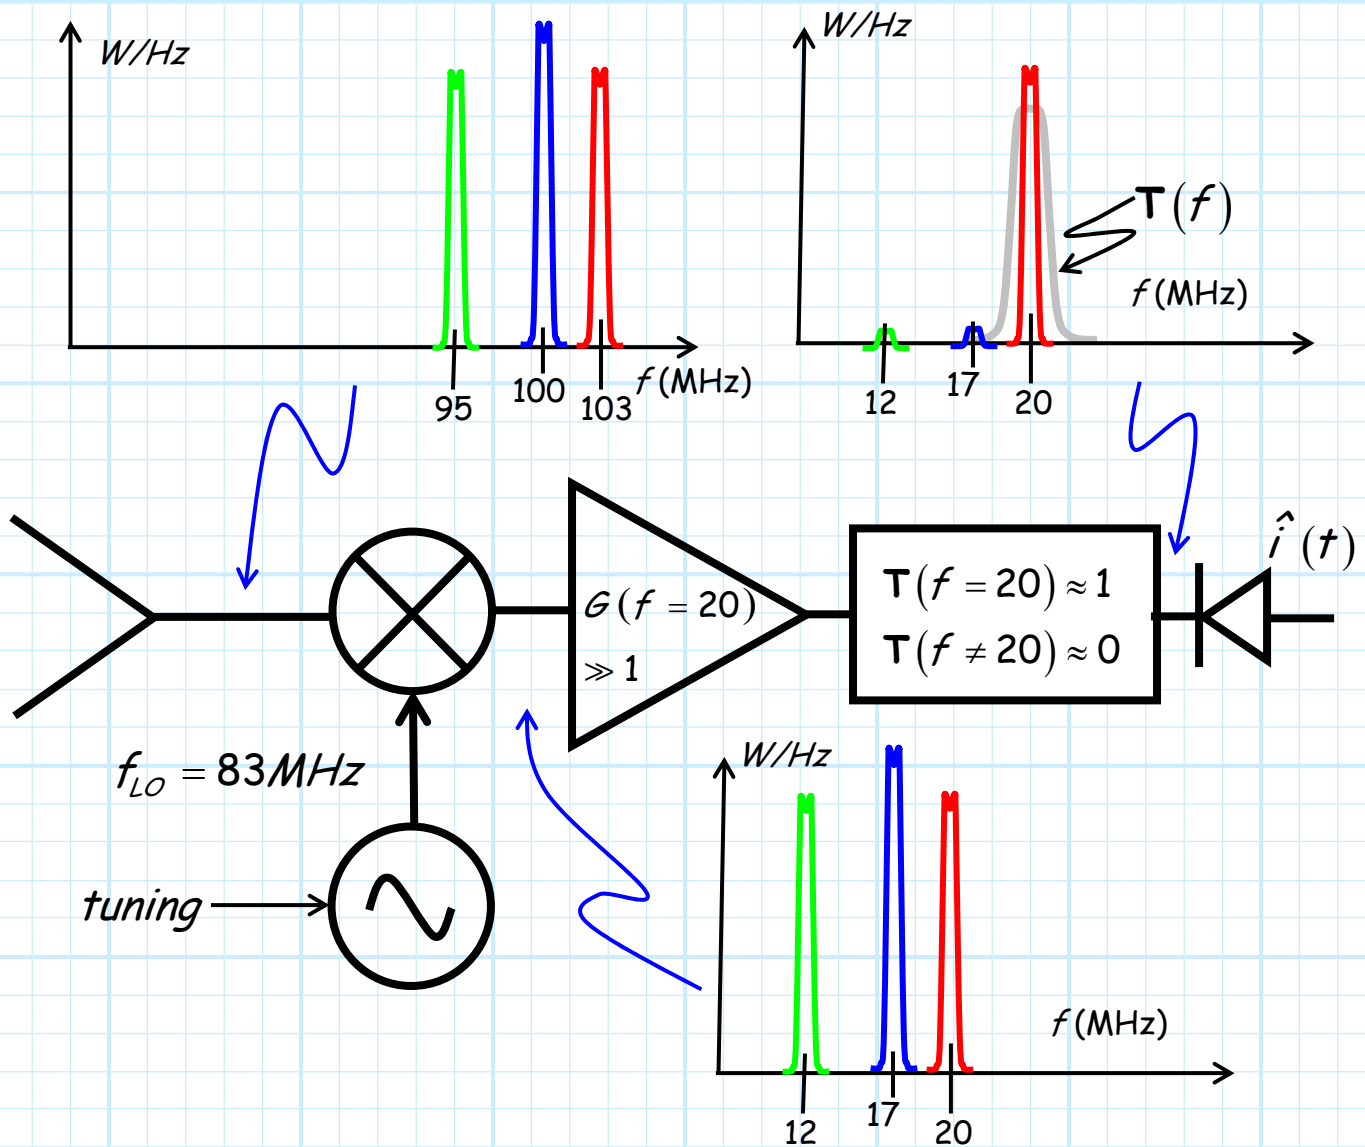 W/Hz
95
100
103
f (MHz)
W/Hz
T(f)
f (MHz)
12
17
20
G(f = 20)
≫ 1
T(f = 20) ≈ 1
T(f ≠ 20) ≈ 0
î (t)
f_LO = 83MHz
tuning
W/Hz
f (MHz)
12
17
20